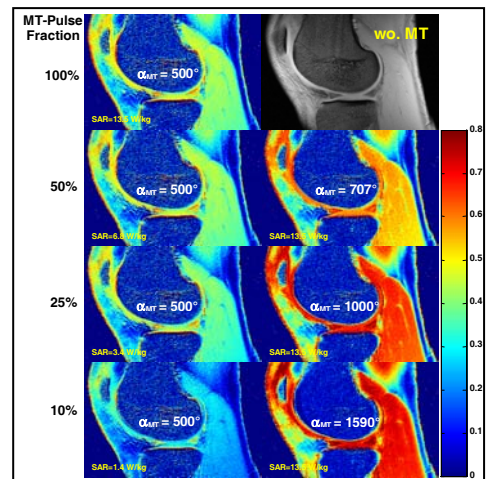 MT-Pulse
Fraction
wo. MT
100%
αMT = 500°
SAR=13.6 W/kg
0.8
50%
αMT = 500°
αMT = 707°
0.7
0.6
SAR=6.8 W/kg
0.5
25%
αMT = 500°
αMT = 1000°
0.4
0.3
SAR=3.4 W/kg
0.2
10%
αMT = 500°
αMT = 1590°
0.1
SAR=1.4 W/kg
0